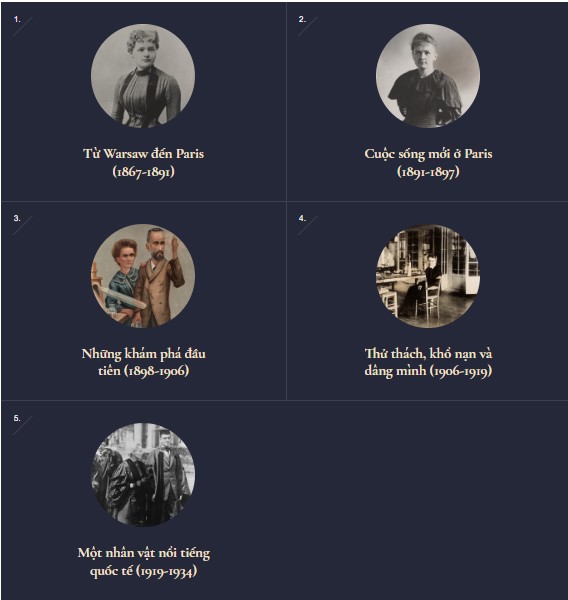 1.
Từ Warsaw đến Paris
(1867-1891)
2.
Cuộc sống mới ở Paris
(1891-1897)
3.
Những khám phá đầu
tiên (1898-1906)
4.
Thử thách, khổ nạn và
dâng mình (1906-1919)
5.
Một nhân vật nổi tiếng
quốc tế (1919-1934)